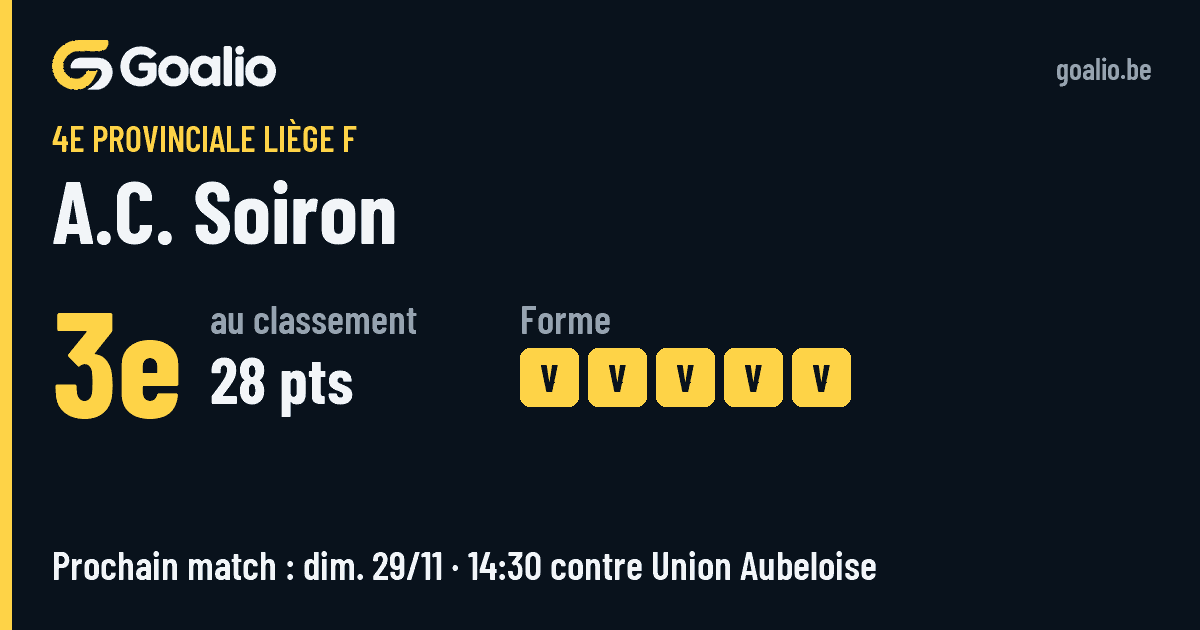 Goalio
goalio.be
4E PROVINCIALE LIÈGE F
A.C. Soiron
3e
au classement
28 pts
Forme
V V V V V
Prochain match : dim. 29/11 · 14:30 contre Union Aubeloise